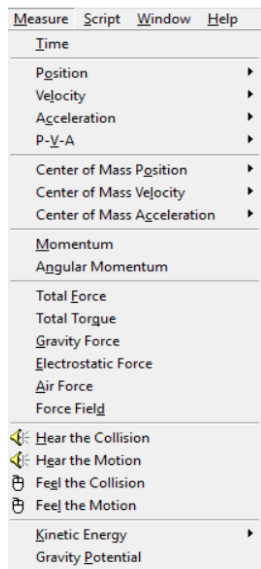 Measure Script Window Help
Time
Position
Velocity
Acceleration
P-V-A
Center of Mass Position
Center of Mass Velocity
Center of Mass Acceleration
Momentum
Angular Momentum
Total Force
Total Torque
Gravity Force
Electrostatic Force
Air Force
Force Field
Hear the Collision
Hear the Motion
Feel the Collision
Feel the Motion
Kinetic Energy
Gravity Potential